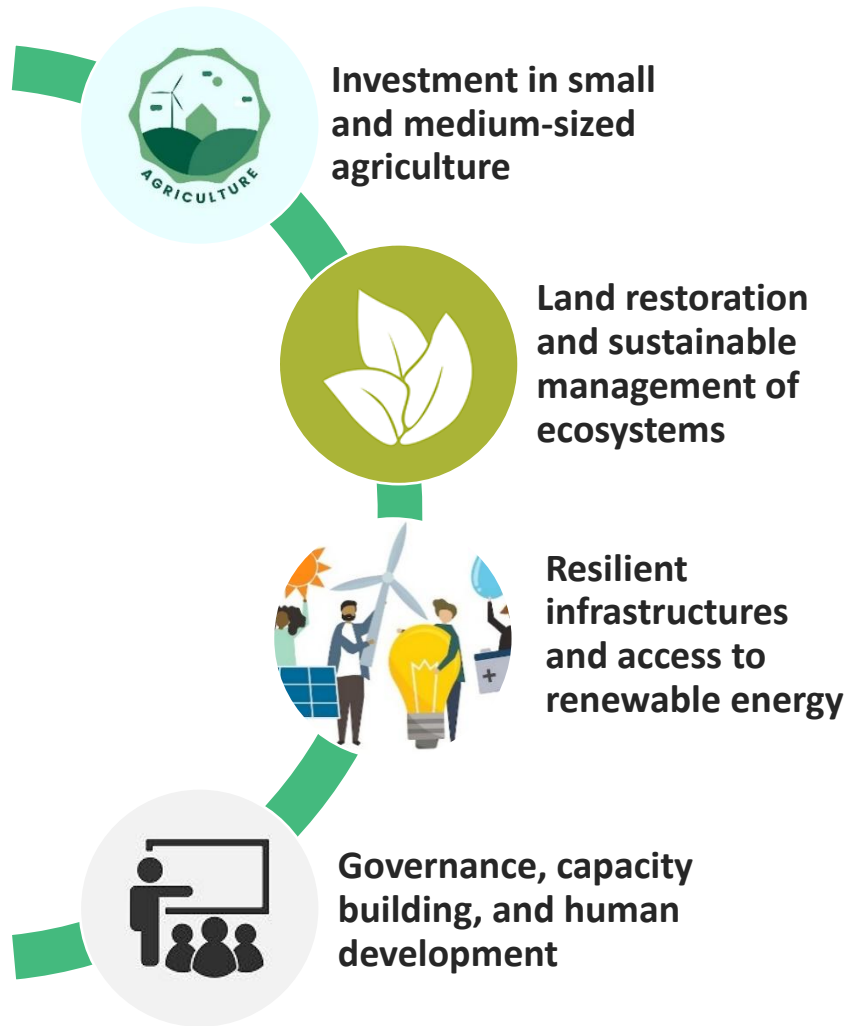 AGRICULTURE
Investment in small
and medium-sized
agriculture
Land restoration
and sustainable
management of
ecosystems
Resilient
infrastructures
and access to
renewable energy
Governance, capacity
building, and human
development